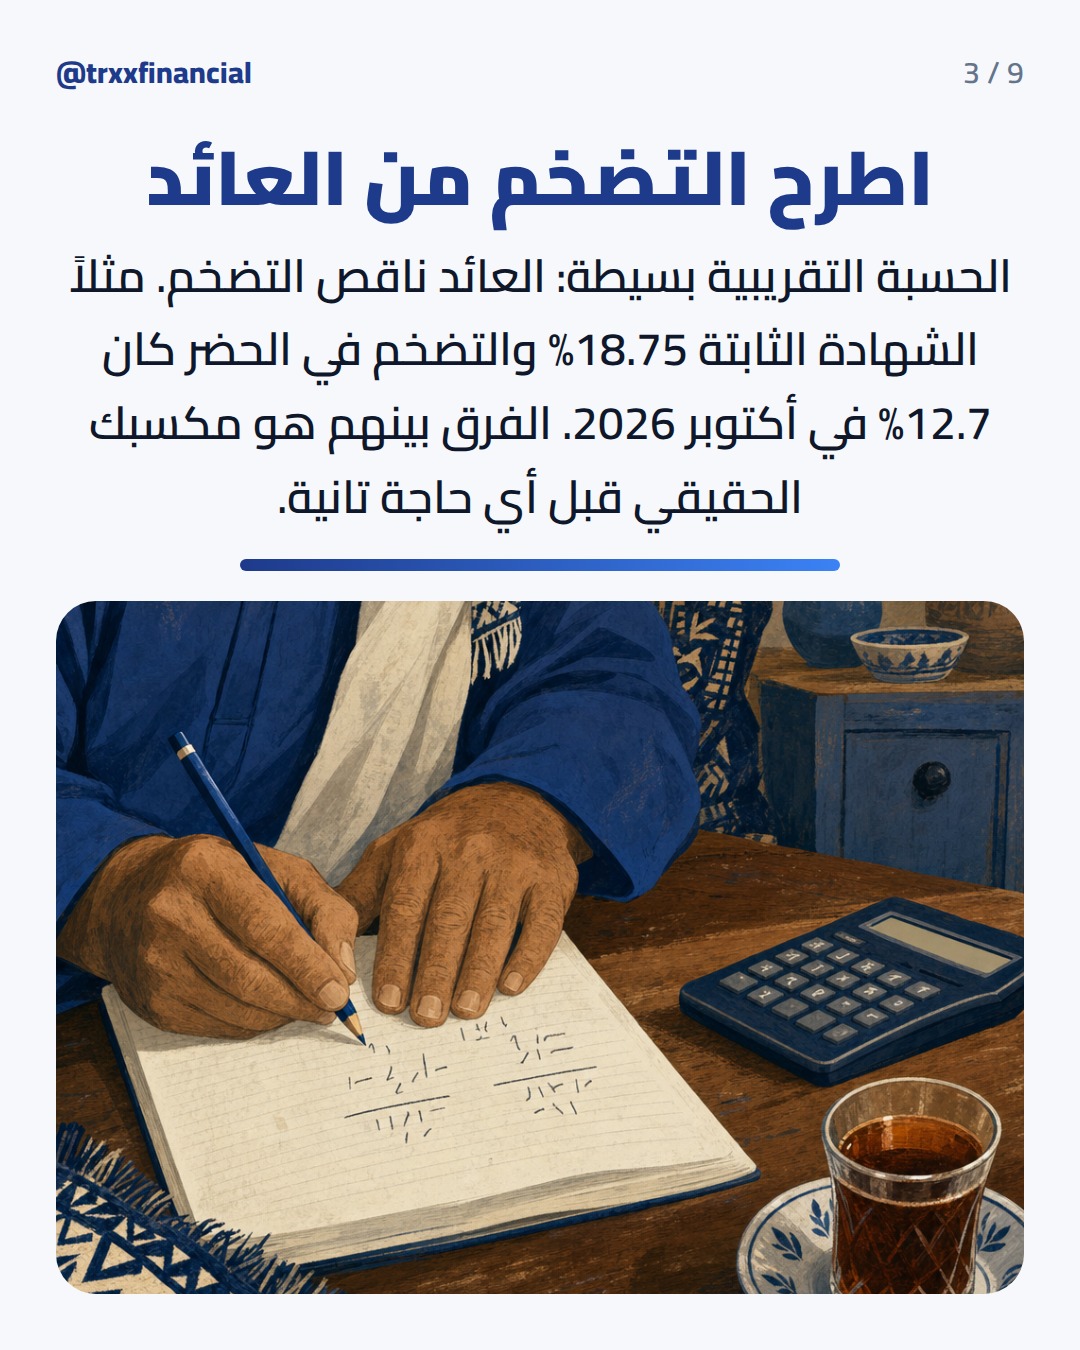 @trxxfinancial
3 / 9
اطرح التضخم من العائد
الحسبة التقريبية بسيطة: العائد ناقص التضخم. مثلاً
الشهادة الثابتة 18.75% والتضخم في الحضر كان
12.7% في أكتوبر 2026. الفرق بينهم هو مكسبك
الحقيقي قبل أي حاجة تانية.